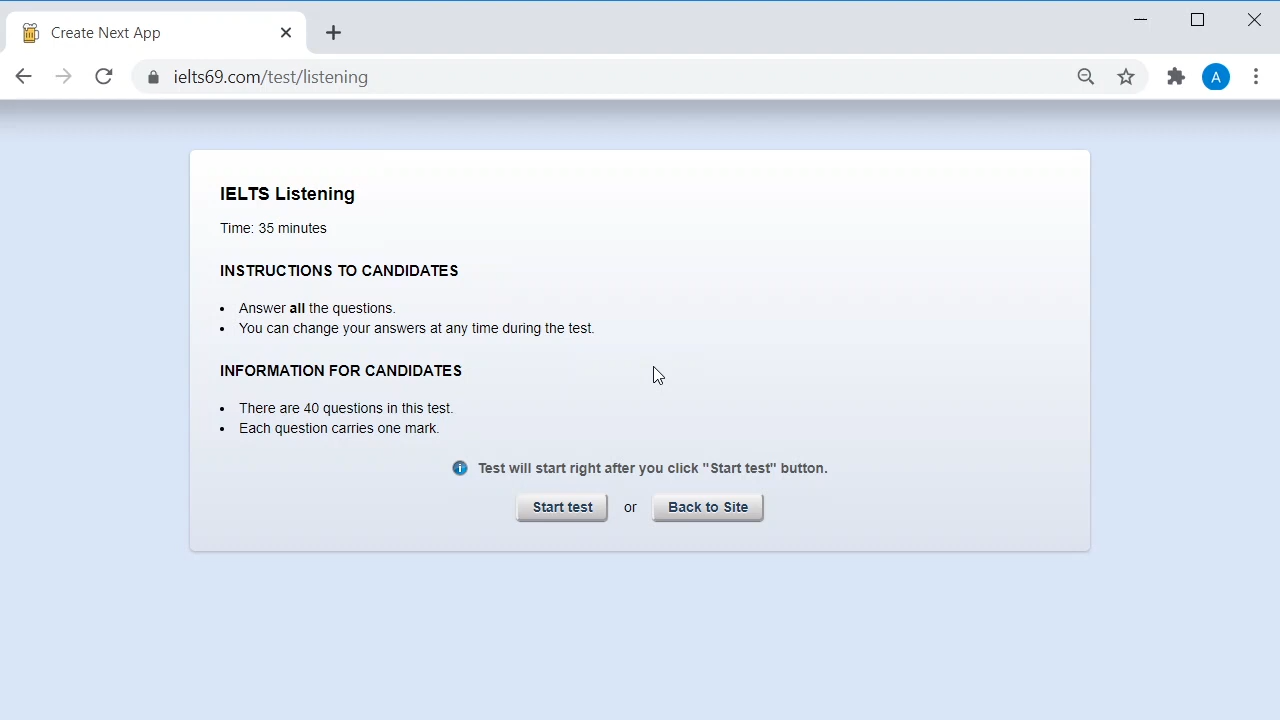 Create Next App
ielts69.com/test/listening
A
IELTS Listening
Time: 35 minutes
INSTRUCTIONS TO CANDIDATES
• Answer all the questions.
• You can change your answers at any time during the test.
INFORMATION FOR CANDIDATES
• There are 40 questions in this test.
• Each question carries one mark.
Test will start right after you click "Start test" button.
Start test or Back to Site